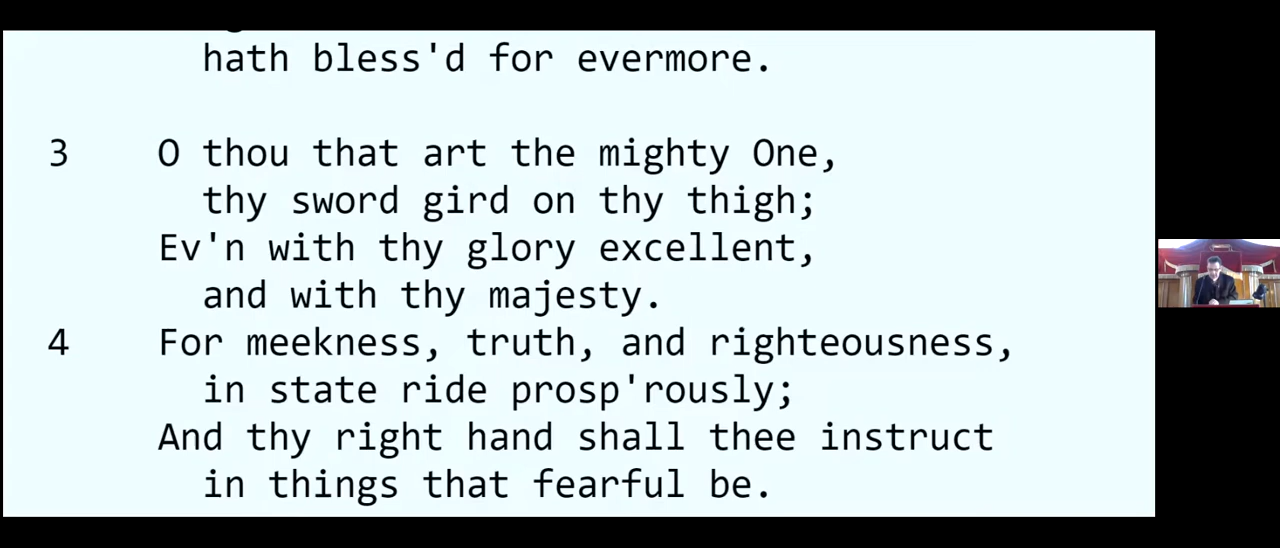 hath bless'd for evermore.
3 O thou that art the mighty One,
thy sword gird on thy thigh;
Ev'n with thy glory excellent,
and with thy majesty.
4 For meekness, truth, and righteousness,
in state ride prosp'rously;
And thy right hand shall thee instruct
in things that fearful be.